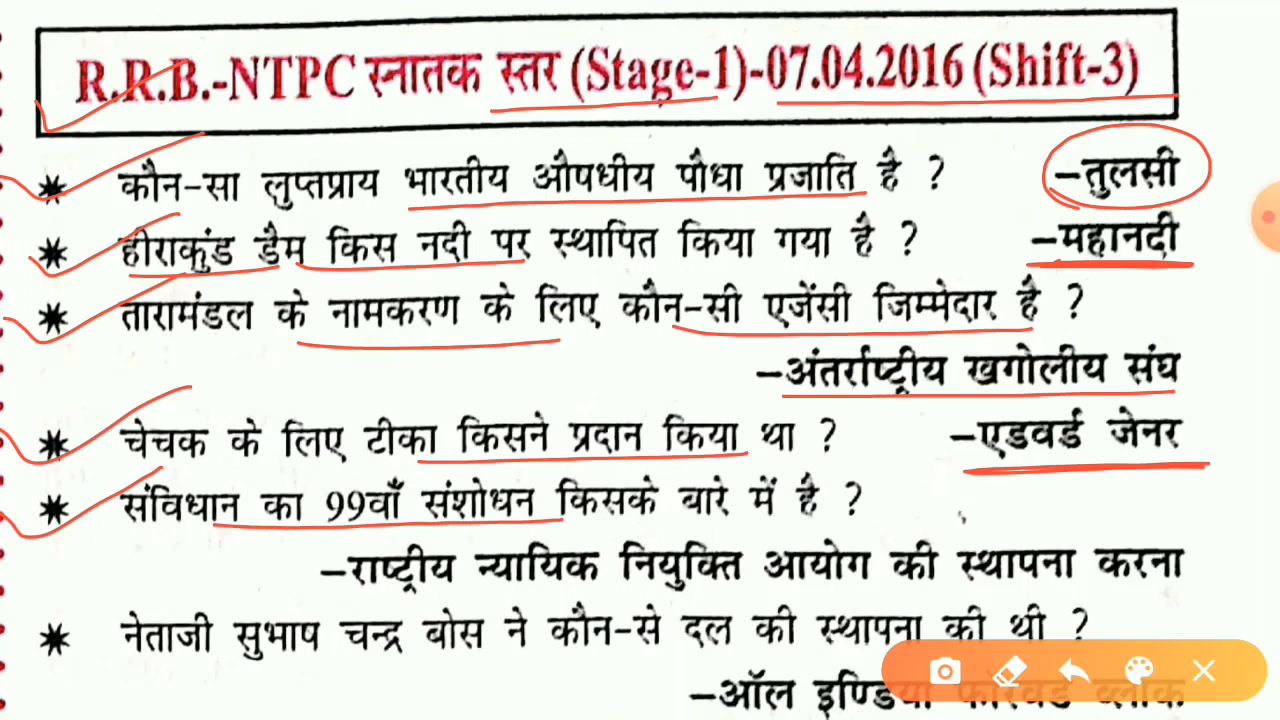 R.R.B.-NTPC स्नातक स्तर (Stage-1)-07.04.2016 (Shift-3)
✷ कौन-सा लुप्तप्राय भारतीय औषधीय पौधा प्रजाति है ? –तुलसी
✷ हीराकुंड डैम किस नदी पर स्थापित किया गया है ? –महानदी
✷ तारामंडल के नामकरण के लिए कौन-सी एजेंसी जिम्मेदार है ?
–अंतर्राष्ट्रीय खगोलीय संघ
✷ चेचक के लिए टीका किसने प्रदान किया था ? –एडवर्ड जेनर
✷ संविधान का 99वाँ संशोधन किसके बारे में है ?
–राष्ट्रीय न्यायिक नियुक्ति आयोग की स्थापना करना
✷ नेताजी सुभाष चन्द्र बोस ने कौन-से दल की स्थापना की थी ?
–ऑल इण्डिया फॉरवर्ड ब्लॉक